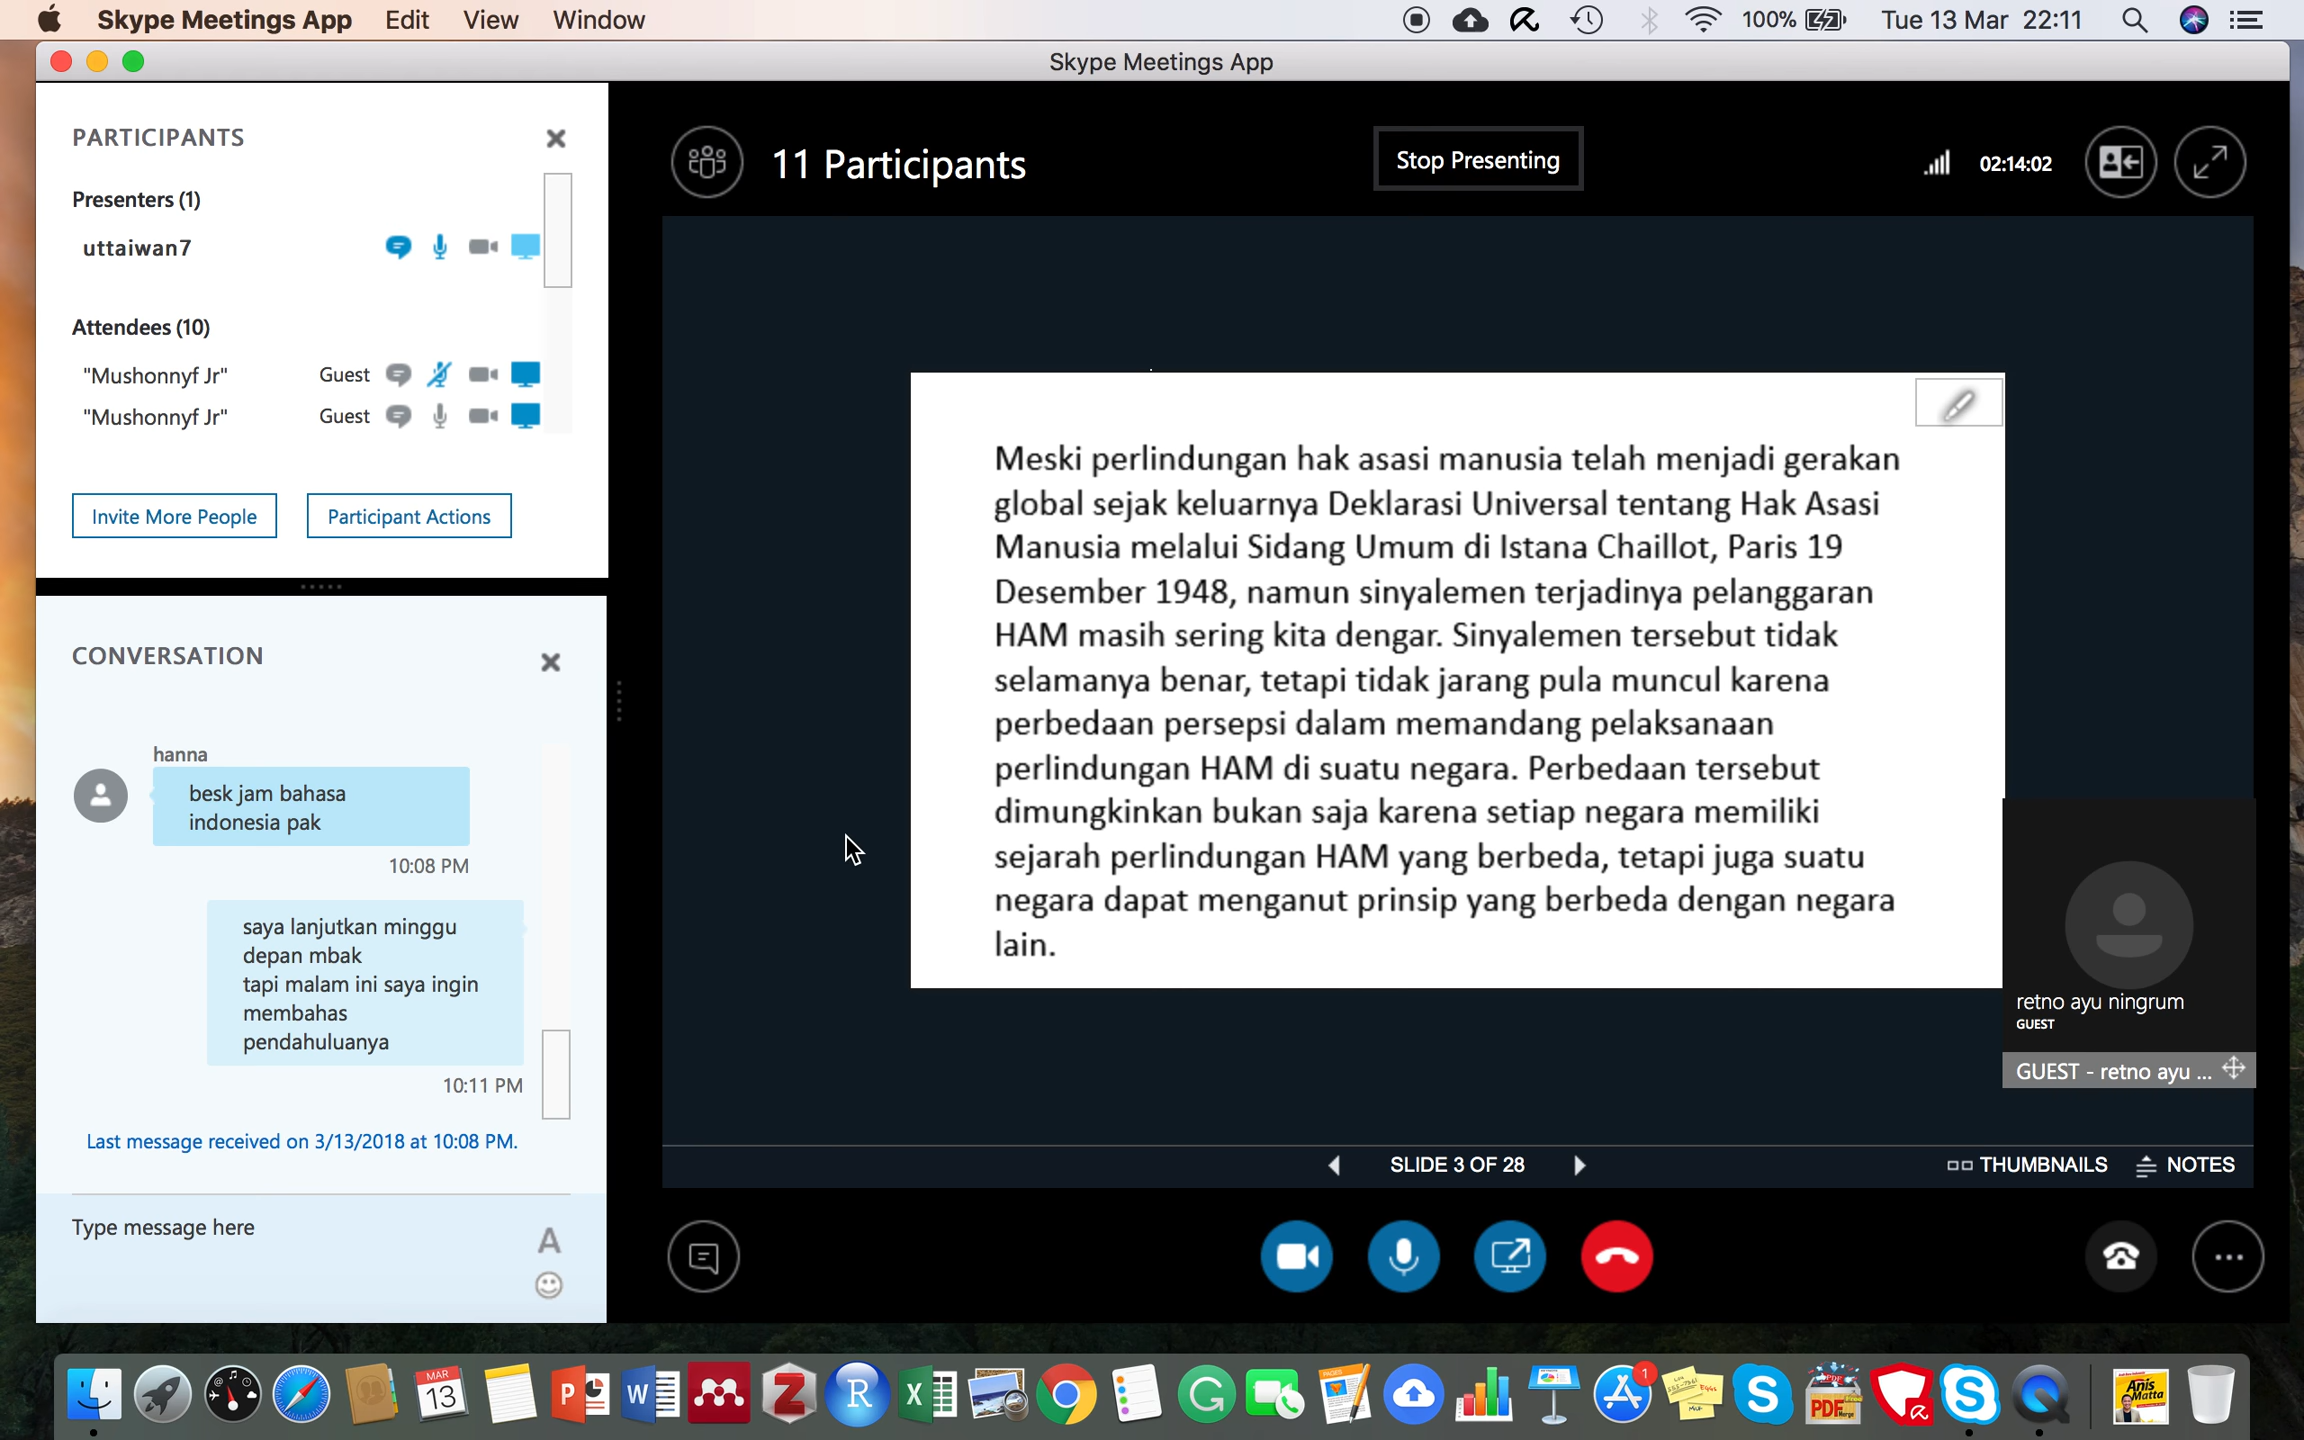 Skype Meetings App Edit View Window
100% Tue 13 Mar 22:11
Skype Meetings App
PARTICIPANTS
Presenters (1)
uttaiwan7
Attendees (10)
"Mushonnyf Jr" Guest
"Mushonnyf Jr" Guest
Invite More People
Participant Actions
CONVERSATION
hanna
besk jam bahasa
indonesia pak
10:08 PM
saya lanjutkan minggu
depan mbak
tapi malam ini saya ingin
membahas
pendahuluanya
10:11 PM
Last message received on 3/13/2018 at 10:08 PM.
Type message here
A
11 Participants
Stop Presenting
02:14:02
Meski perlindungan hak asasi manusia telah menjadi gerakan
global sejak keluarnya Deklarasi Universal tentang Hak Asasi
Manusia melalui Sidang Umum di Istana Chaillot, Paris 19
Desember 1948, namun sinyalemen terjadinya pelanggaran
HAM masih sering kita dengar. Sinyalemen tersebut tidak
selamanya benar, tetapi tidak jarang pula muncul karena
perbedaan persepsi dalam memandang pelaksanaan
perlindungan HAM di suatu negara. Perbedaan tersebut
dimungkinkan bukan saja karena setiap negara memiliki
sejarah perlindungan HAM yang berbeda, tetapi juga suatu
negara dapat menganut prinsip yang berbeda dengan negara
lain.
retno ayu ningrum
GUEST
GUEST - retno ayu ...
SLIDE 3 OF 28
THUMBNAILS
NOTES
MAR
13
P
W
Z
R
X
G
PAGES
1
S
PDF
S
Anis
Matta